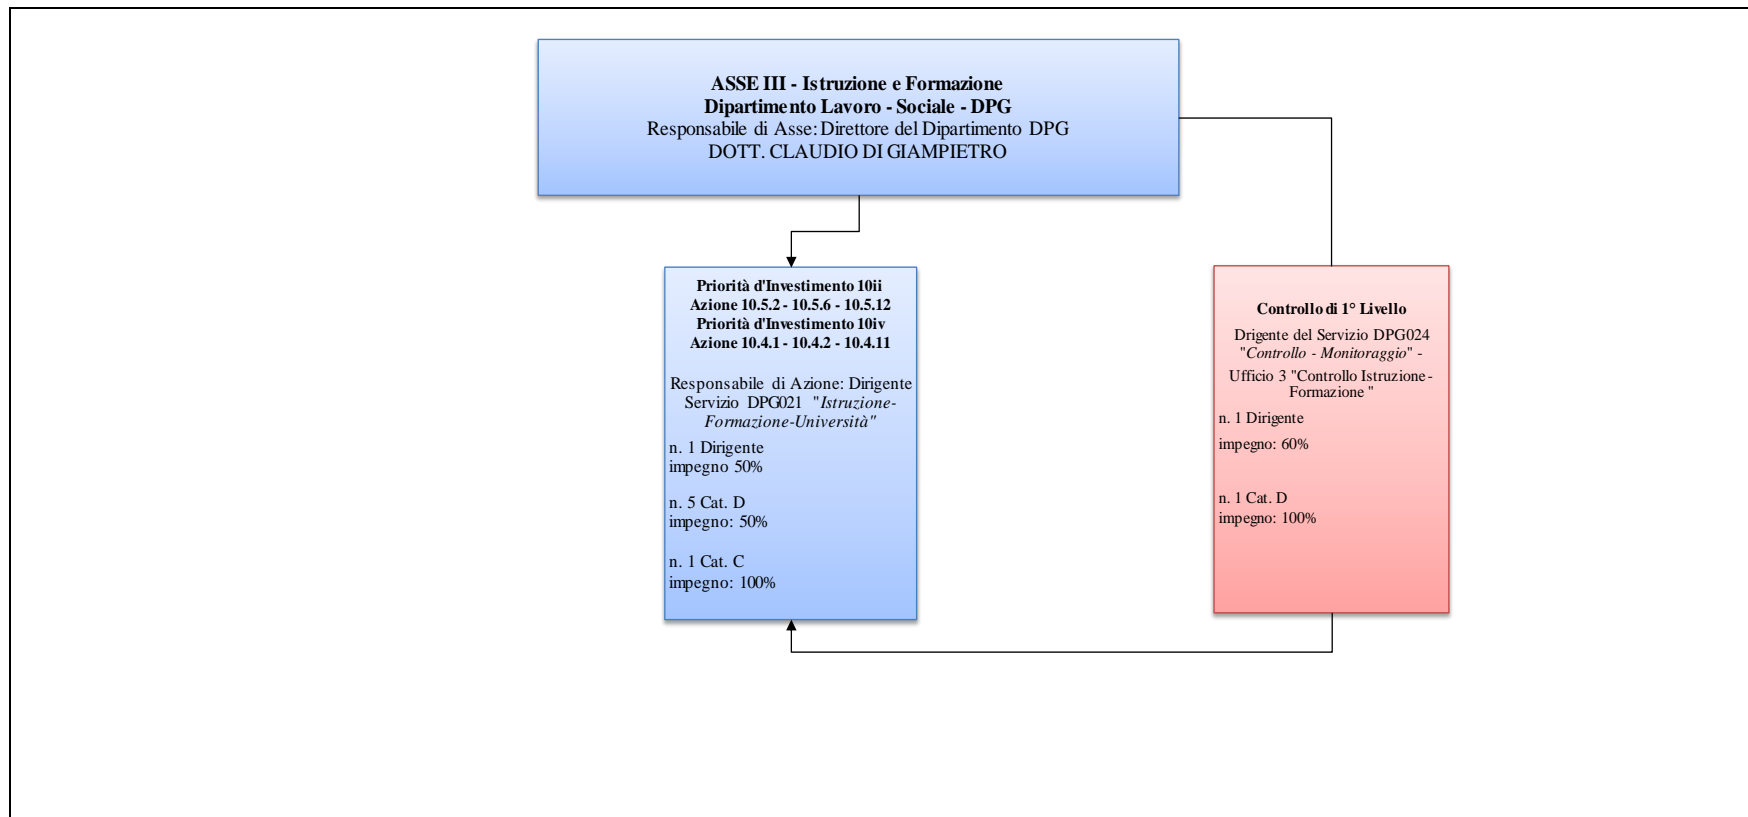 ASSE III - Istruzione e Formazione
Dipartimento Lavoro - Sociale - DPG
Responsabile di Asse: Direttore del Dipartimento DPG
DOTT. CLAUDIO DI GIAMPIETRO
Priorità d'Investimento 10ii
Azione 10.5.2 - 10.5.6 - 10.5.12
Priorità d'Investimento 10iv
Azione 10.4.1 - 10.4.2 - 10.4.11
Responsabile di Azione: Dirigente
Servizio DPG021 "Istruzione-
Formazione-Università"
n. 1 Dirigente
impegno 50%
n. 5 Cat. D
impegno: 50%
n. 1 Cat. C
impegno: 100%
Controllo di 1° Livello
Drigente del Servizio DPG024
"Controllo - Monitoraggio" -
Ufficio 3 "Controllo Istruzione-
Formazione "
n. 1 Dirigente
impegno: 60%
n. 1 Cat. D
impegno: 100%